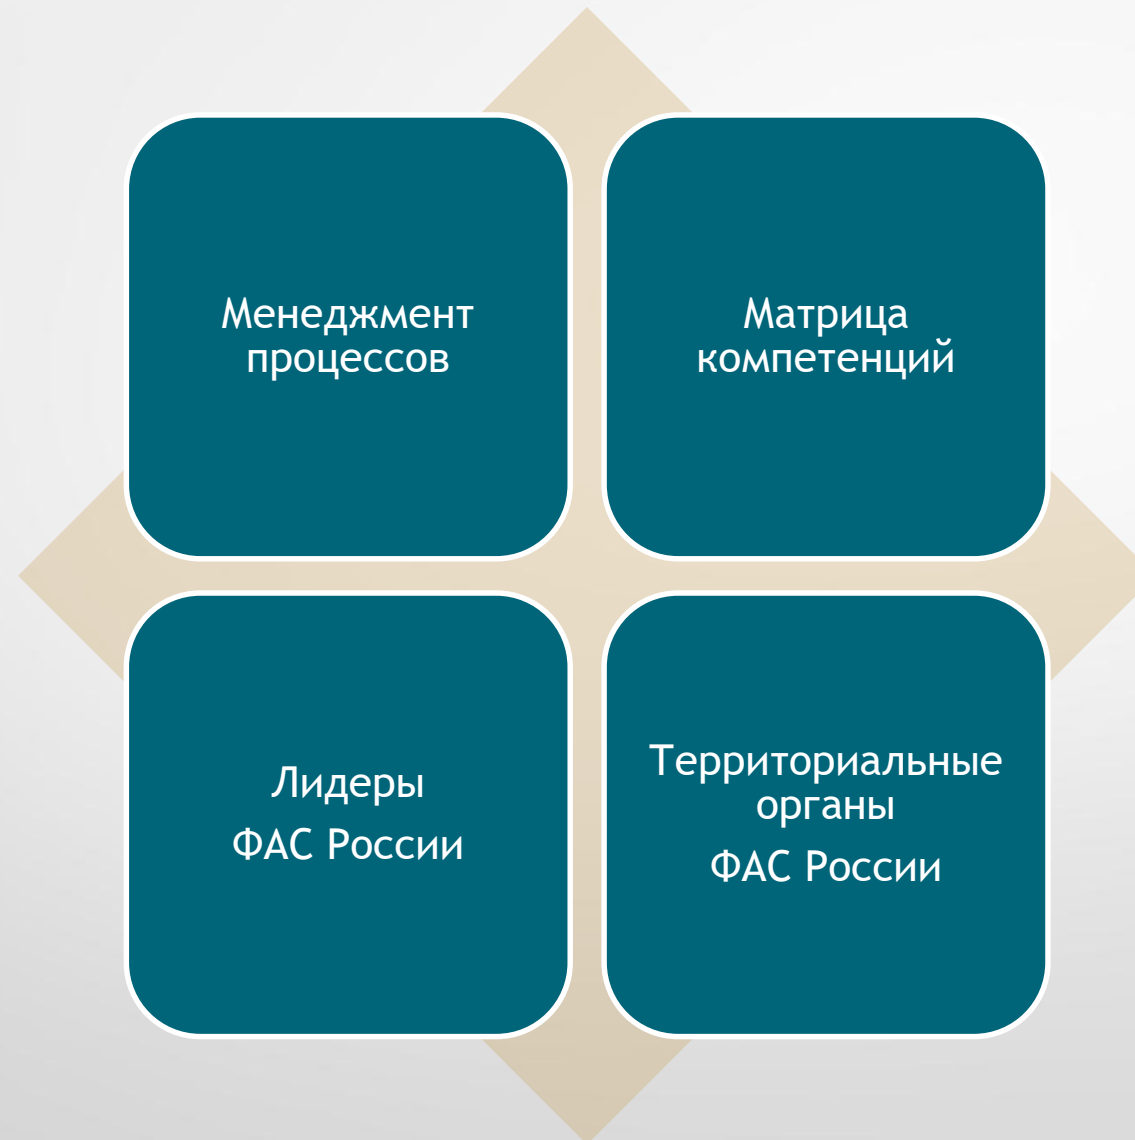 Менеджмент
процессов
Матрица
компетенций
Лидеры
ФАС России
Территориальные
органы
ФАС России